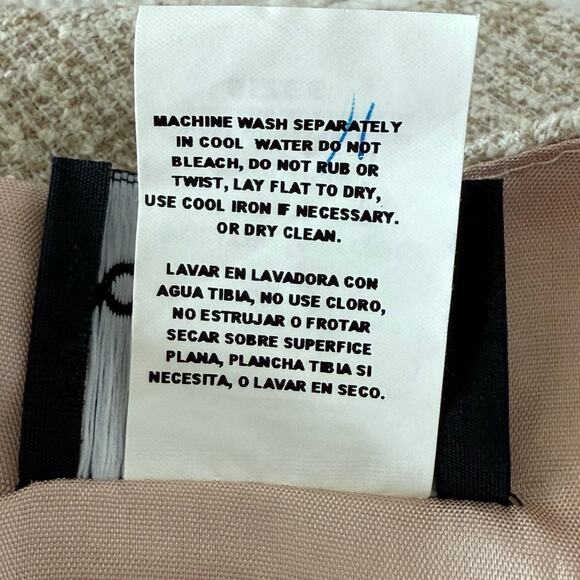 MACHINE WASH SEPARATELY
IN COOL WATER DO NOT
BLEACH, DO NOT RUB OR
TWIST, LAY FLAT TO DRY,
USE COOL IRON IF NECESSARY.
OR DRY CLEAN.
LAVAR EN LAVADORA CON
AGUA TIBIA, NO USE CLORO,
NO ESTRUJAR O FROTAR
SECAR SOBRE SUPERFICE
PLANA, PLANCHA TIBIA SI
NECESITA, O LAVAR EN SECO.